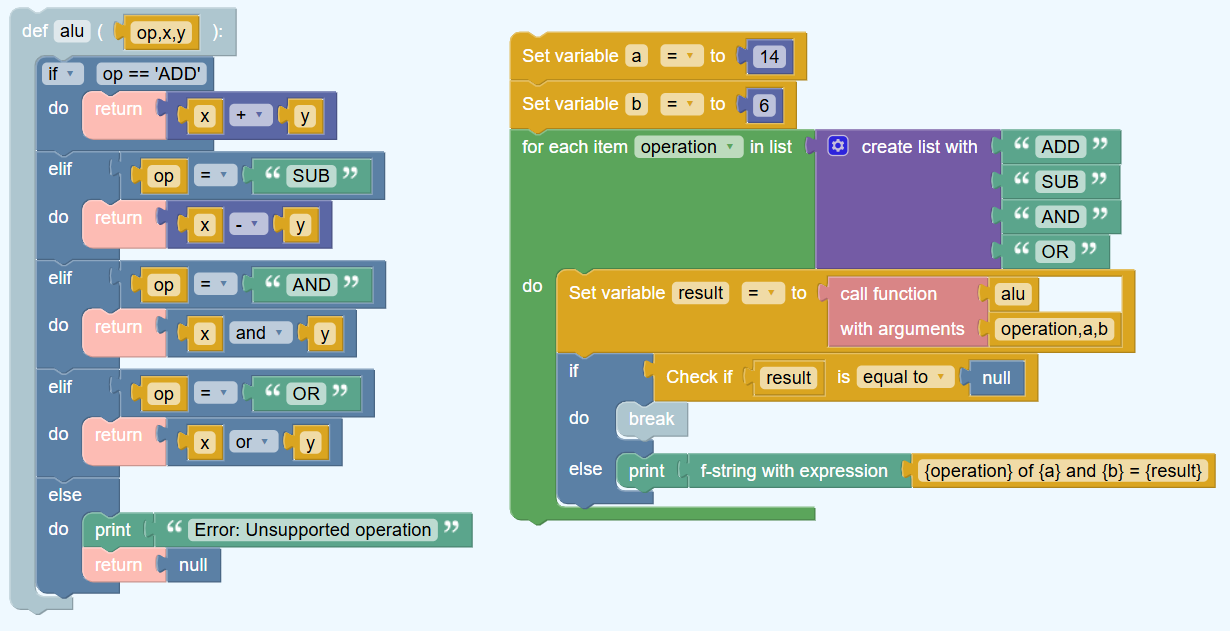 def alu ( op,x,y ):
if op == 'ADD'
do return x + y
elif op = “ SUB ”
do return x - y
elif op = “ AND ”
do return x and y
elif op = “ OR ”
do return x or y
else
do print “ Error: Unsupported operation ”
return null
Set variable a = to 14
Set variable b = to 6
for each item operation in list create list with “ ADD ”
“ SUB ”
“ AND ”
“ OR ”
do Set variable result = to call function alu
with arguments operation,a,b
if Check if result is equal to null
do break
else print f-string with expression {operation} of {a} and {b} = {result}